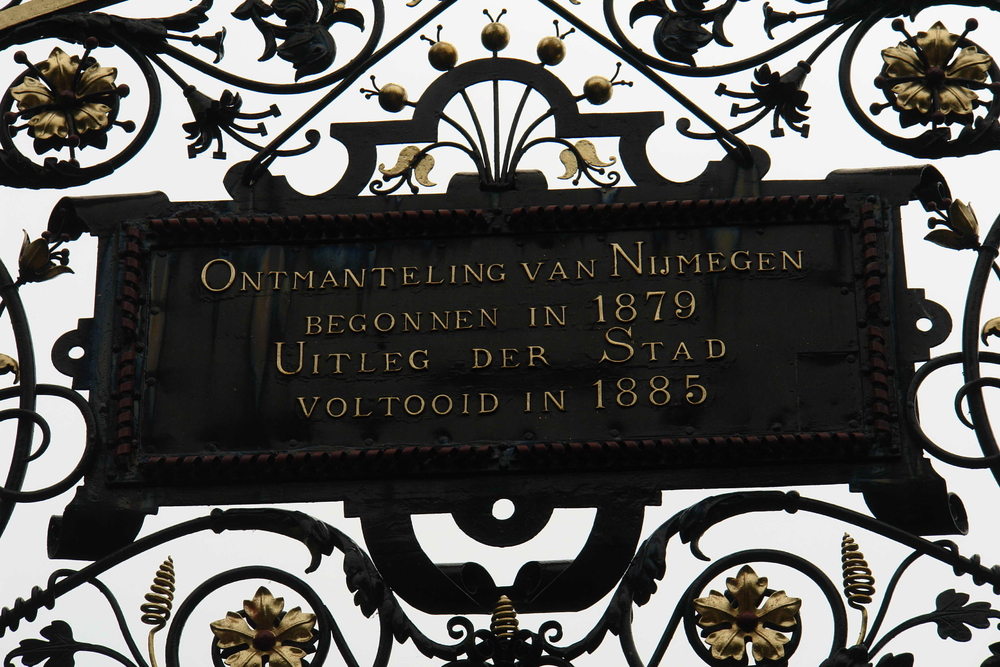 Ontmanteling van Nijmegen
begonnen in 1879
Uitleg der Stad
voltooid in 1885